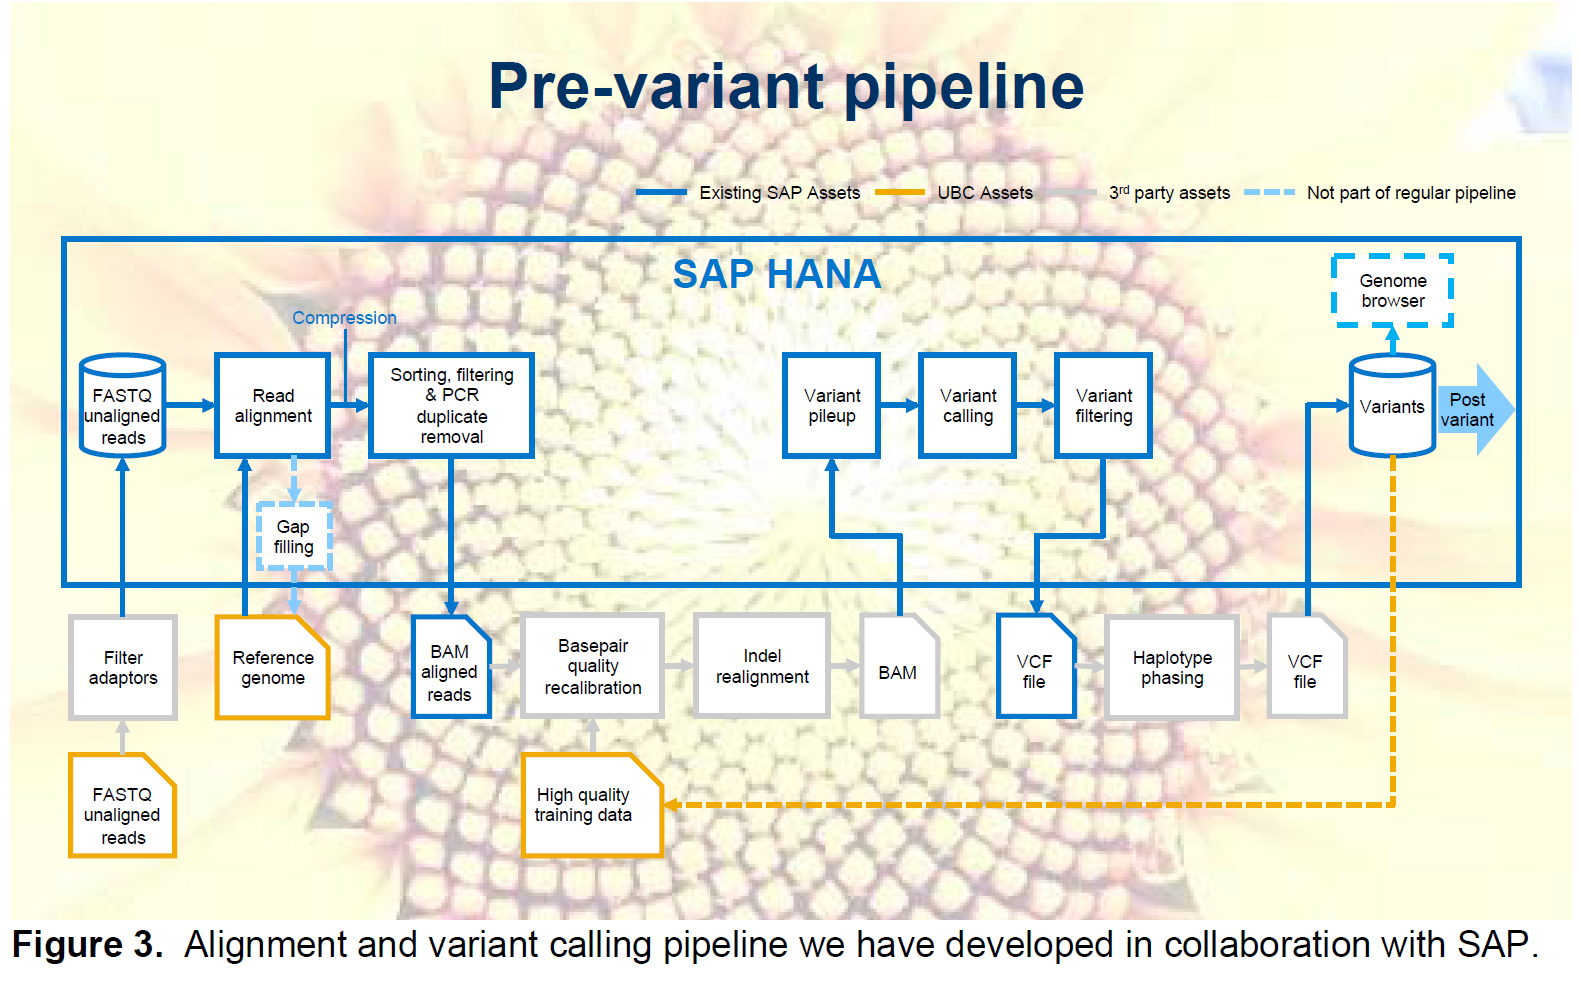 Pre-variant pipeline
Existing SAP Assets
UBC Assets
3rd party assets
Not part of regular pipeline
SAP HANA
Genome
browser
Compression
FASTQ
unaligned
reads
Read
alignment
Sorting, filtering
& PCR
duplicate
removal
Variant
pileup
Variant
calling
Variant
filtering
Variants
Post
variant
Gap
filling
Filter
adaptors
Reference
genome
BAM
aligned
reads
Basepair
quality
recalibration
Indel
realignment
BAM
VCF
file
Haplotype
phasing
VCF
file
FASTQ
unaligned
reads
High quality
training data
Figure 3. Alignment and variant calling pipeline we have developed in collaboration with SAP.